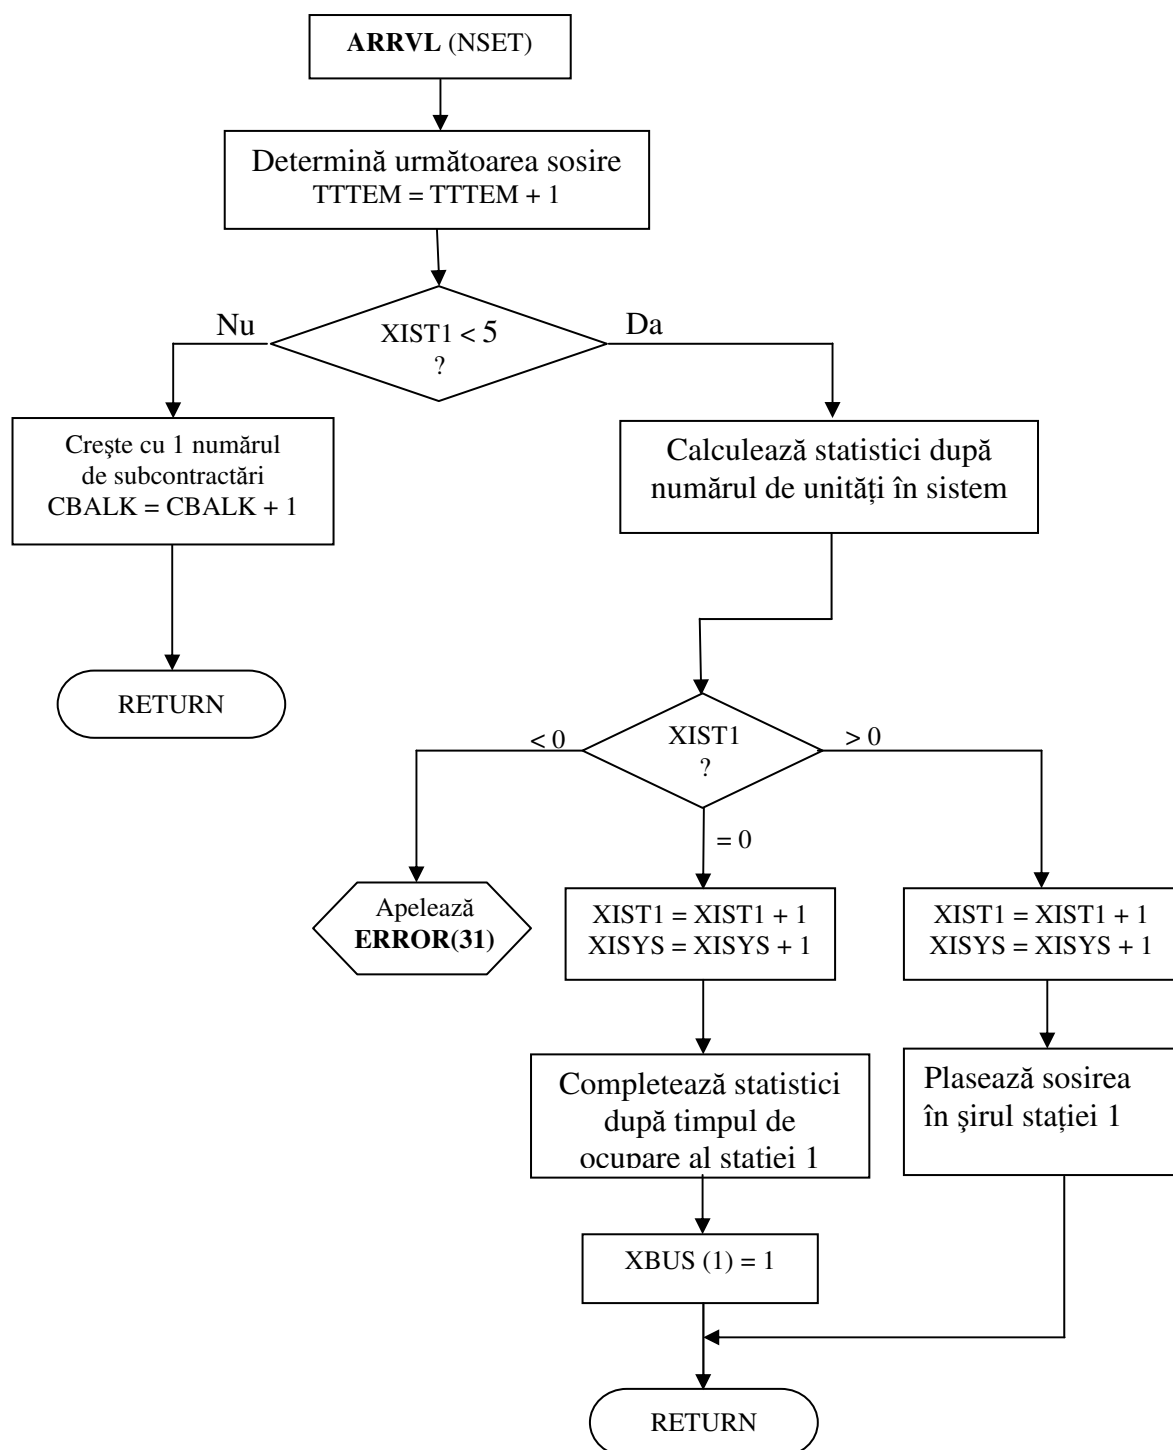 ARRVL (NSET)
Determină următoarea sosire
TTTEM = TTTEM + 1
XIST1 < 5
?
Nu
Da
Creşte cu 1 numărul
de subcontractări
CBALK = CBALK + 1
RETURN
Calculează statistici după
numărul de unități în sistem
XIST1
?
< 0
> 0
= 0
Apelează
ERROR(31)
XIST1 = XIST1 + 1
XISYS = XISYS + 1
XIST1 = XIST1 + 1
XISYS = XISYS + 1
Completează statistici
după timpul de
ocupare al stației 1
Plasează sosirea
în şirul stației 1
XBUS (1) = 1
RETURN